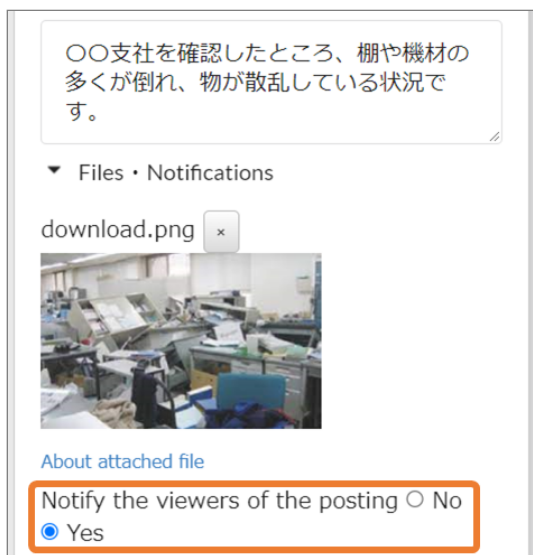 〇〇支社を確認したところ、棚や機材の
多くが倒れ、物が散乱している状況で
す。
Files・Notifications
download.png ×
About attached file
Notify the viewers of the posting No
Yes